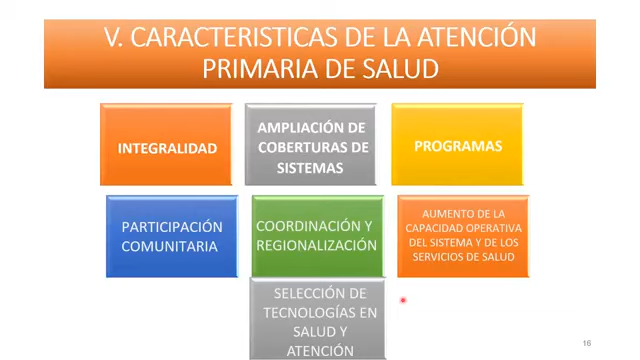 V. CARACTERISTICAS DE LA ATENCIÓN
PRIMARIA DE SALUD
INTEGRALIDAD
AMPLIACIÓN DE
COBERTURAS DE
SISTEMAS
PROGRAMAS
PARTICIPACIÓN
COMUNITARIA
COORDINACIÓN Y
REGIONALIZACIÓN
AUMENTO DE LA
CAPACIDAD OPERATIVA
DEL SISTEMA Y DE LOS
SERVICIOS DE SALUD
SELECCIÓN DE
TECNOLOGÍAS EN
SALUD Y
ATENCIÓN
16